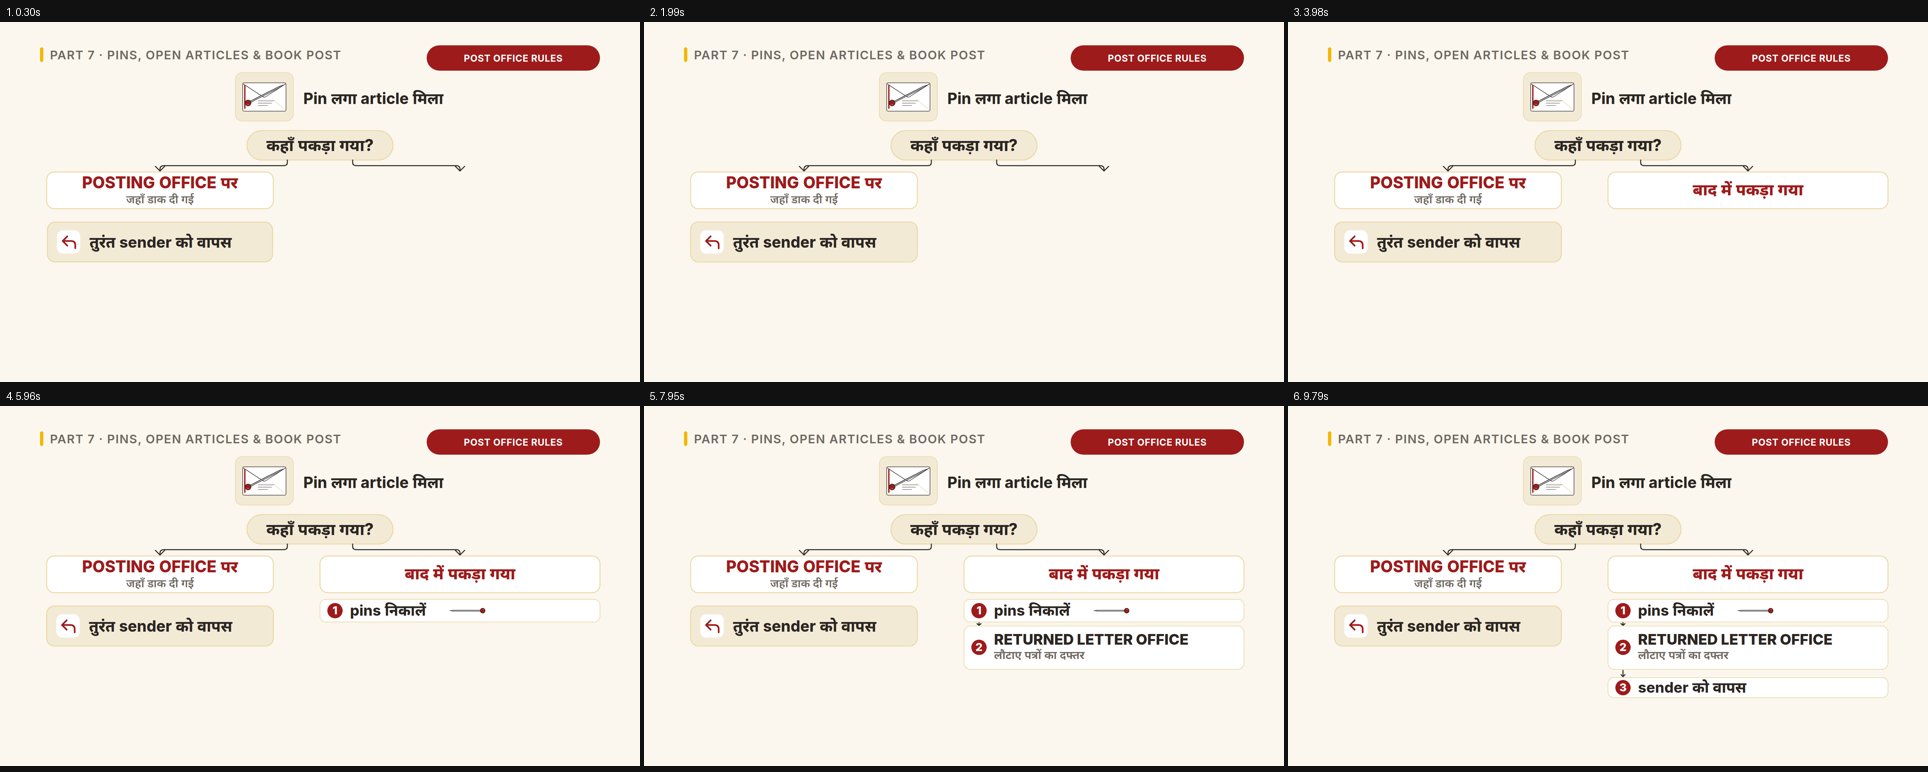 1. 0.30s
PART 7 · PINS, OPEN ARTICLES & BOOK POST
POST OFFICE RULES
Pin लगा article मिला
कहाँ पकड़ा गया?
POSTING OFFICE पर
जहाँ डाक दी गई
तुरंत sender को वापस
2. 1.99s
PART 7 · PINS, OPEN ARTICLES & BOOK POST
POST OFFICE RULES
Pin लगा article मिला
कहाँ पकड़ा गया?
POSTING OFFICE पर
जहाँ डाक दी गई
तुरंत sender को वापस
3. 3.98s
PART 7 · PINS, OPEN ARTICLES & BOOK POST
POST OFFICE RULES
Pin लगा article मिला
कहाँ पकड़ा गया?
POSTING OFFICE पर
जहाँ डाक दी गई
बाद में पकड़ा गया
तुरंत sender को वापस
4. 5.96s
PART 7 · PINS, OPEN ARTICLES & BOOK POST
POST OFFICE RULES
Pin लगा article मिला
कहाँ पकड़ा गया?
POSTING OFFICE पर
जहाँ डाक दी गई
तुरंत sender को वापस
बाद में पकड़ा गया
1 pins निकालें
5. 7.95s
PART 7 · PINS, OPEN ARTICLES & BOOK POST
POST OFFICE RULES
Pin लगा article मिला
कहाँ पकड़ा गया?
POSTING OFFICE पर
जहाँ डाक दी गई
तुरंत sender को वापस
बाद में पकड़ा गया
1 pins निकालें
2 RETURNED LETTER OFFICE
लौटाए पत्रों का दफ्तर
6. 9.79s
PART 7 · PINS, OPEN ARTICLES & BOOK POST
POST OFFICE RULES
Pin लगा article मिला
कहाँ पकड़ा गया?
POSTING OFFICE पर
जहाँ डाक दी गई
तुरंत sender को वापस
बाद में पकड़ा गया
1 pins निकालें
2 RETURNED LETTER OFFICE
लौटाए पत्रों का दफ्तर
3 sender को वापस